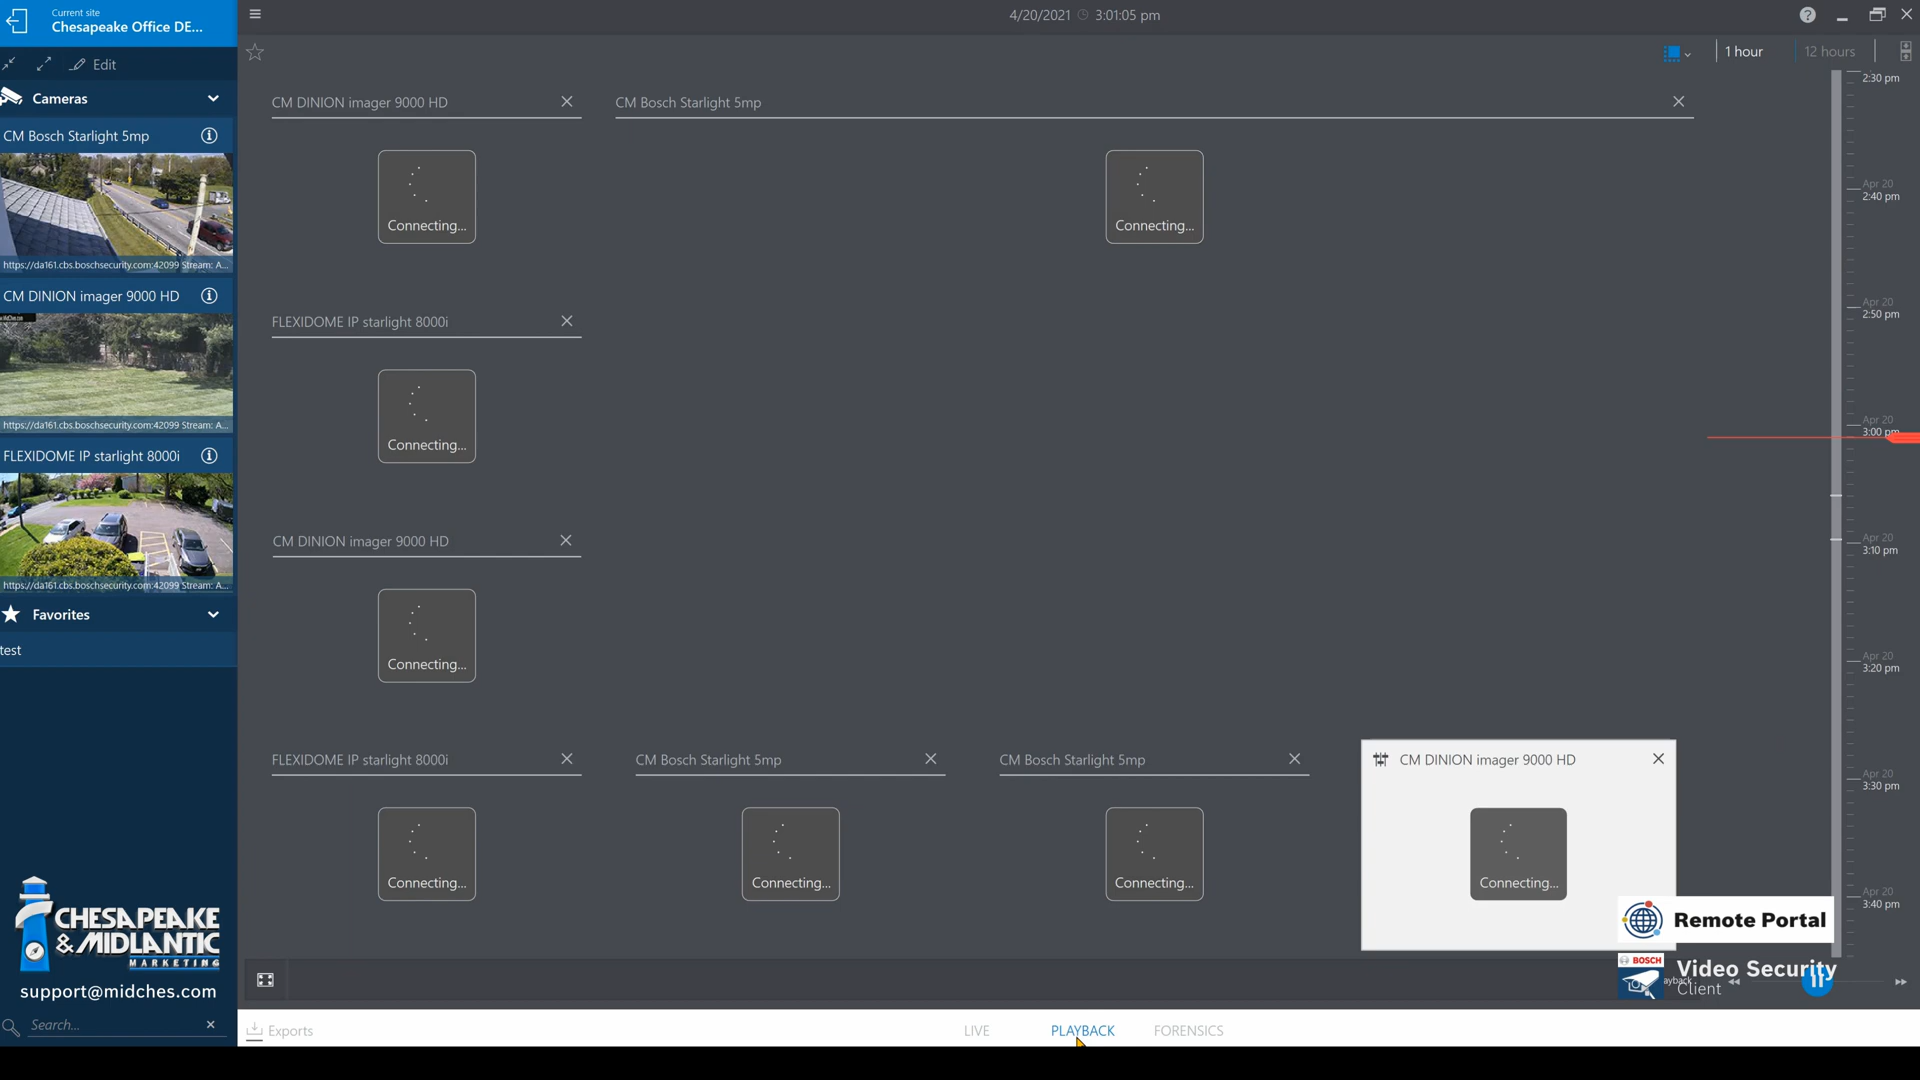 Current site
Chesapeake Office DE...
Edit
Cameras
CM Bosch Starlight 5mp
https://da161.cbs.boschsecurity.com:42099 Stream: A...
CM DINION imager 9000 HD
https://da161.cbs.boschsecurity.com:42099 Stream: A...
FLEXIDOME IP starlight 8000i
https://da161.cbs.boschsecurity.com:42099 Stream: A...
Favorites
test
CHESAPEAKE
& MIDLANTIC
MARKETING
support@midches.com
Search...
4/20/2021 3:01:05 pm
1 hour
12 hours
CM DINION imager 9000 HD
Connecting...
CM Bosch Starlight 5mp
Connecting...
FLEXIDOME IP starlight 8000i
Connecting...
CM DINION imager 9000 HD
Connecting...
FLEXIDOME IP starlight 8000i
Connecting...
CM Bosch Starlight 5mp
Connecting...
CM Bosch Starlight 5mp
Connecting...
CM DINION imager 9000 HD
Connecting...
2:30 pm
Apr 20
2:40 pm
Apr 20
2:50 pm
Apr 20
3:00 pm
Apr 20
3:10 pm
Apr 20
3:20 pm
Apr 20
3:30 pm
Apr 20
3:40 pm
Remote Portal
BOSCH
Video Security
Client
ayback
Exports
LIVE
PLAYBACK
FORENSICS